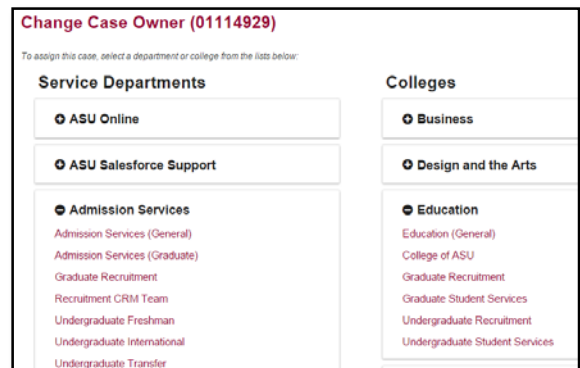 Change Case Owner (01114929)
To assign this case, select a department or college from the lists below:
Service Departments
ASU Online
ASU Salesforce Support
Admission Services
Admission Services (General)
Admission Services (Graduate)
Graduate Recruitment
Recruitment CRM Team
Undergraduate Freshman
Undergraduate International
Undergraduate Transfer
Colleges
Business
Design and the Arts
Education
Education (General)
College of ASU
Graduate Recruitment
Graduate Student Services
Undergraduate Recruitment
Undergraduate Student Services